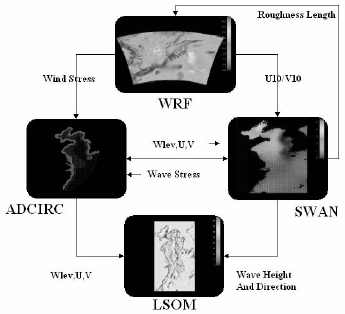 Roughness Length
Wind Stress
U10/V10
WRF
Wlev,U,V
Wave Stress
ADCIRC
SWAN
Wlev,U,V
Wave Height
And Direction
LSOM